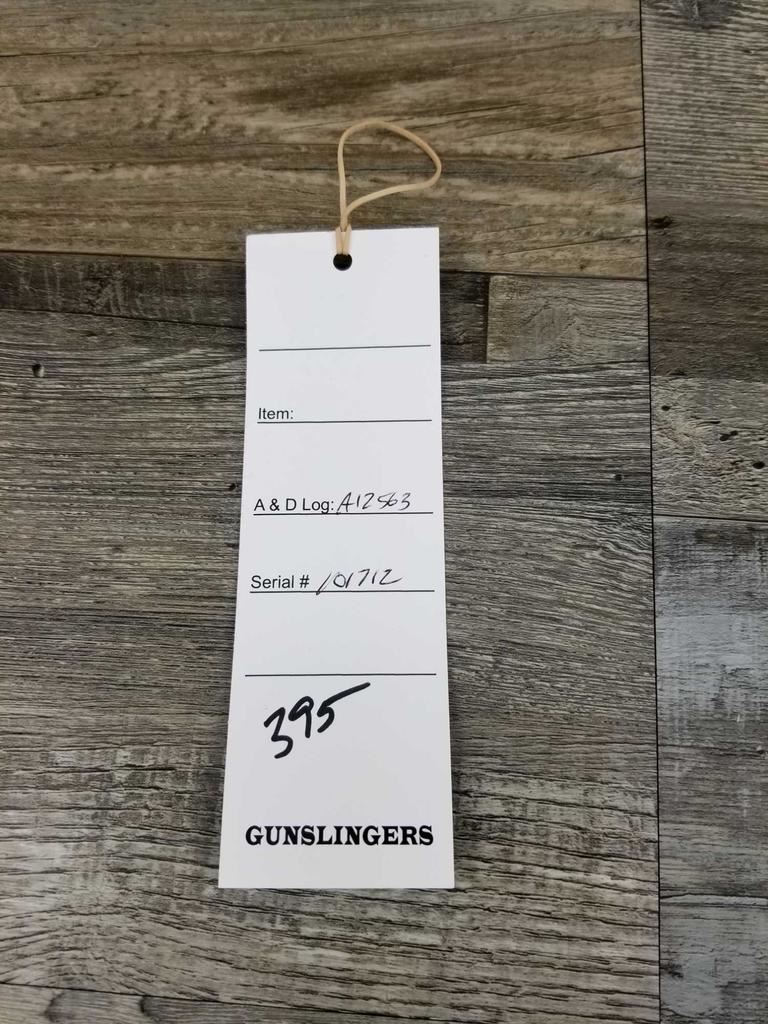 Item:
A & D Log: A12563
Serial # 101712
395
GUNSLINGERS